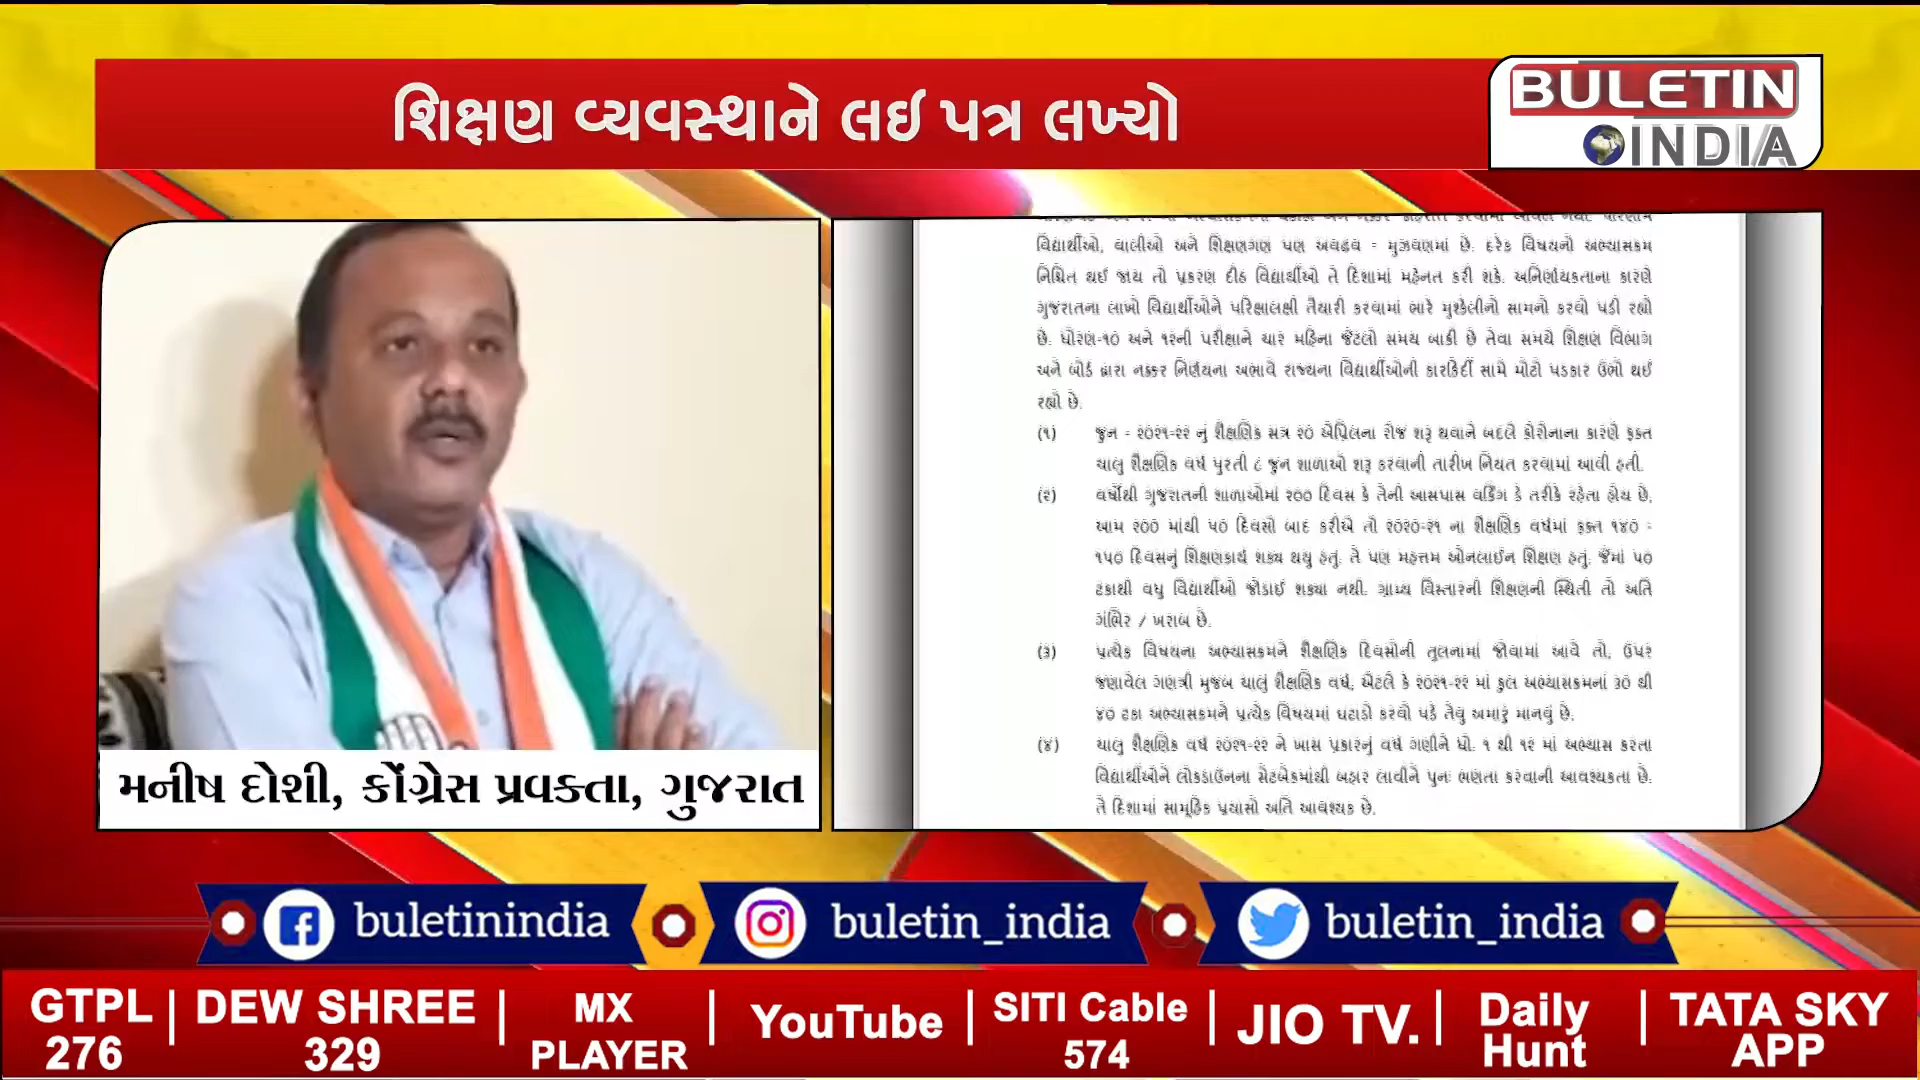 શિક્ષણ વ્યવસ્થાને લઇ પત્ર લખ્યો
BULETIN
INDIA
વિદ્યાર્થીઓ, વાલીઓ અને શિક્ષણગણ પણ અવઢવ - મુઝવણમાં છે. દરેક વિષયનો અભ્યાસક્રમ
નિશ્ચિત થઈ જાય તો પ્રકરણ દીઠ વિદ્યાર્થીઓ તે દિશામાં મહેનત કરી શકે. અનિર્ણાયકતાના કારણે
ગુજરાતના લાખો વિદ્યાર્થીઓને પરિક્ષાલક્ષી તૈયારી કરવામાં ભારે મુશ્કેલીનો સામનો કરવો પડી રહ્યો
છે. ધોરણ-૧૦ અને ૧૨ની પરીક્ષાને ચાર મહિના જેટલો સમય બાકી છે તેવા સમયે શિક્ષણ વિભાગ
અને બોર્ડ દ્વારા નક્કર નિર્ણયના અભાવે રાજ્યના વિદ્યાર્થીઓની કારકિર્દી સામે મોટો પડકાર ઉભો થઈ
રહ્યો છે.
(૧) જુન - ૨૦૨૧-૨૨ નું શૈક્ષણિક સત્ર ૨૦ એપ્રિલના રોજ શરૂ થવાને બદલે કોરોનાના કારણે ફક્ત
ચાલુ શૈક્ષણિક વર્ષ પુરતી ૮ જુન શાળાઓ શરૂ કરવાની તારીખ નિયત કરવામાં આવી હતી.
(૨) વર્ષોથી ગુજરાતની શાળાઓમાં ૨૦૦ દિવસ કે તેની આસપાસ વર્કિંગ ડે તરીકે રહેતા હોય છે,
આમ ૨૦૦ માંથી ૫૦ દિવસો બાદ કરીએ તો ૨૦૨૦-૨૧ ના શૈક્ષણિક વર્ષમાં ફક્ત ૧૪૦ -
૧૫૦ દિવસનું શિક્ષણકાર્ય શક્ય થયુ હતું. તે પણ મહત્તમ ઓનલાઈન શિક્ષણ હતું. જેમાં ૫૦
ટકાથી વધુ વિદ્યાર્થીઓ જોડાઈ શક્યા નથી. ગ્રામ્ય વિસ્તારની શિક્ષણની સ્થિતી તો અતિ
ગંભિર / ખરાબ છે.
(૩) પ્રત્યેક વિષયના અભ્યાસક્રમને શૈક્ષણિક દિવસોની તુલનામાં જોવામાં આવે તો, ઉપર
જણાવેલ ગણત્રી મુજબ ચાલું શૈક્ષણિક વર્ષ, એટલે કે ૨૦૨૧-૨૨ માં કુલ અભ્યાસક્રમનાં ૩૦ થી
૪૦ ટકા અભ્યાસક્રમને પ્રત્યેક વિષયમાં ઘટાડો કરવો પડે તેવુ અમારું માનવું છે.
(૪) ચાલુ શૈક્ષણિક વર્ષ ૨૦૨૧-૨૨ ને ખાસ પ્રકારનું વર્ષ ગણીને ધો. ૧ થી ૧૨ માં અભ્યાસ કરતા
વિદ્યાર્થીઓને લોકડાઉનના સેટબેકમાંથી બહાર લાવીને પુનઃ ભણતા કરવાની આવશ્યકતા છે.
તે દિશામાં સામૂહિક પ્રયાસો અતિ આવશ્યક છે.
મનીષ દોશી, કોંગ્રેસ પ્રવક્તા, ગુજરાત
buletinindia
buletin_india
buletin_india
GTPL
276
DEW SHREE
329
MX
PLAYER
YouTube
SITI Cable
574
JIO TV.
Daily
Hunt
TATA SKY
APP